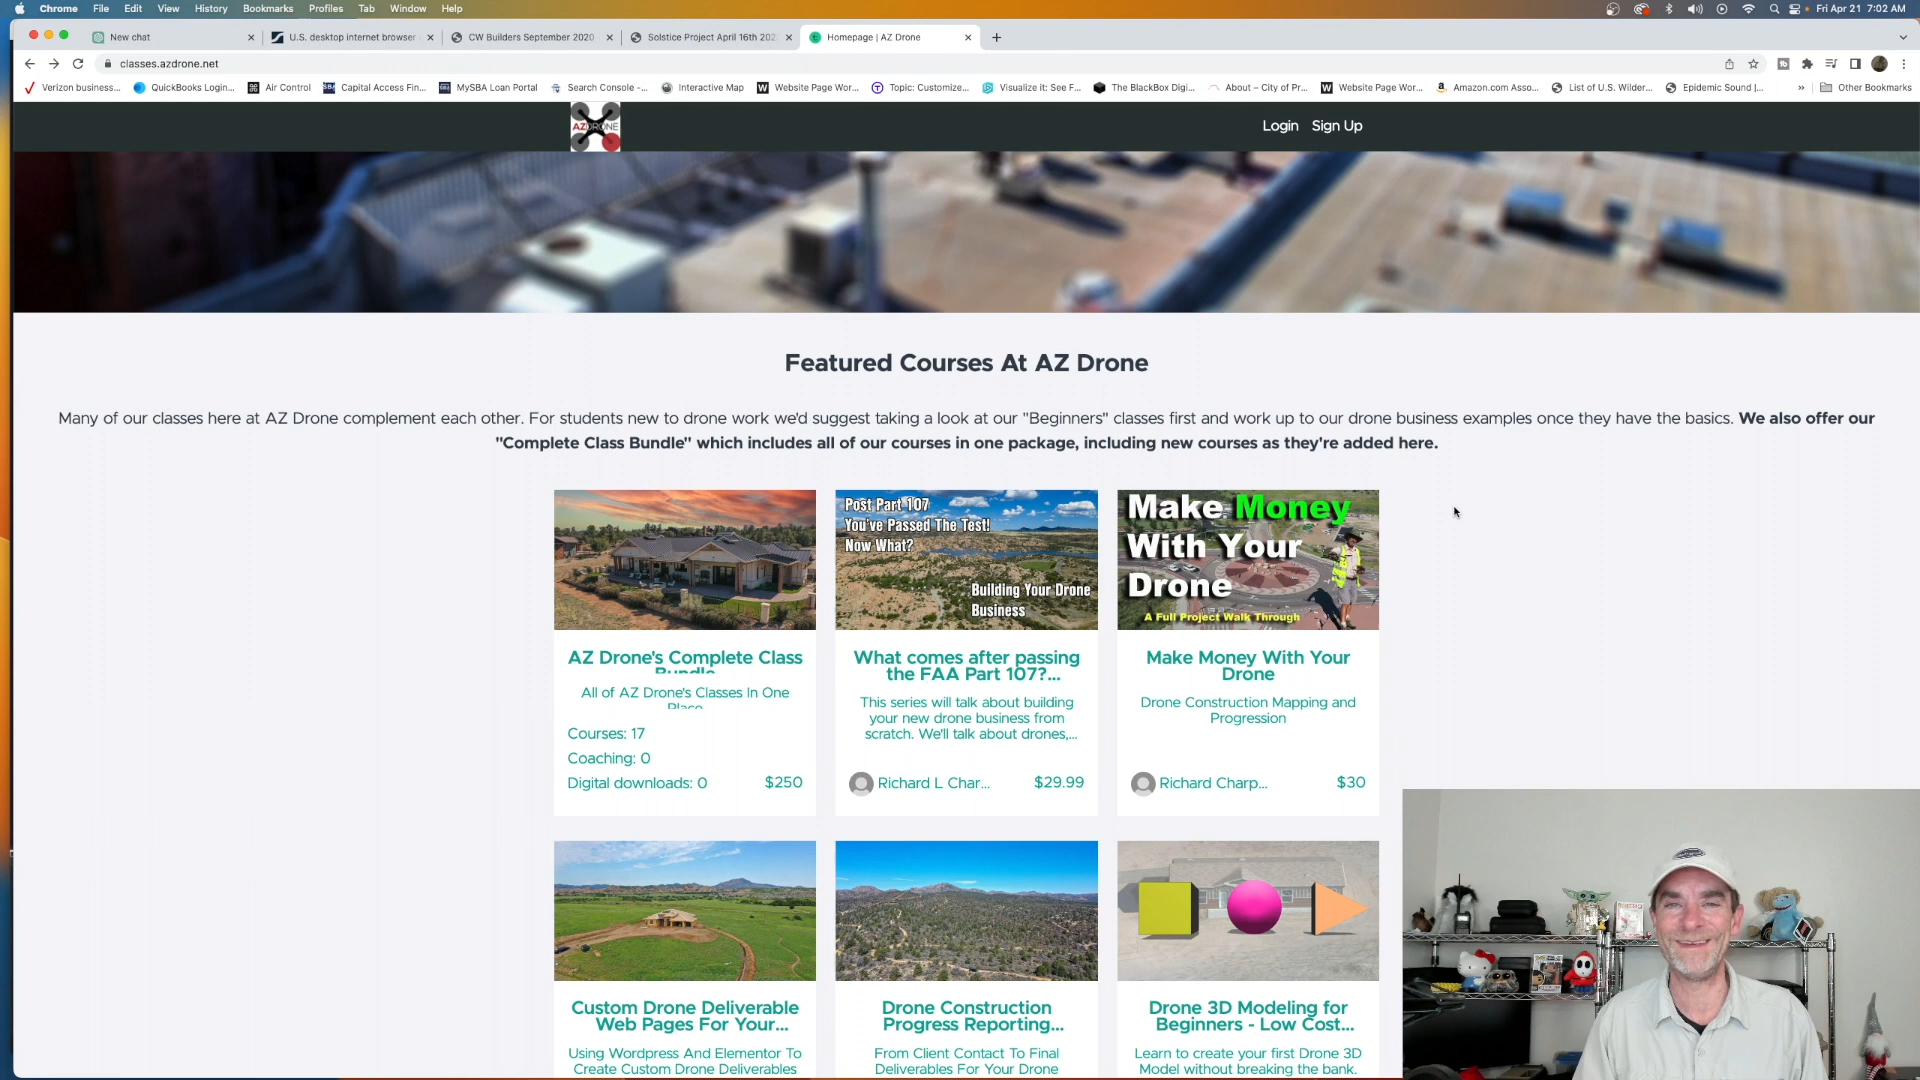 Chrome File Edit View History Bookmarks Profiles Tab Window Help Fri Apr 21 7:02 AM
New chat U.S. desktop internet browser CW Builders September 2020 Solstice Project April 16th 202 Homepage | AZ Drone
classes.azdrone.net
Verizon business... QuickBooks Login... Air Control Capital Access Fin... MySBA Loan Portal Search Console -... Interactive Map Website Page Wor... Topic: Customize... Visualize it: See F... The BlackBox Digi... About – City of Pr... Website Page Wor... Amazon.com Asso... List of U.S. Wilder... Epidemic Sound |... » Other Bookmarks
AZDRONE Login Sign Up
Featured Courses At AZ Drone
Many of our classes here at AZ Drone complement each other. For students new to drone work we'd suggest taking a look at our "Beginners" classes first and work up to our drone business examples once they have the basics. We also offer our
"Complete Class Bundle" which includes all of our courses in one package, including new courses as they're added here.
AZ Drone's Complete Class
Bundle
All of AZ Drone's Classes In One
Place
Courses: 17
Coaching: 0
Digital downloads: 0 $250
Post Part 107
You've Passed The Test!
Now What?
Building Your Drone
Business
What comes after passing
the FAA Part 107?...
This series will talk about building
your new drone business from
scratch. We'll talk about drones,...
Richard L Char... $29.99
Make Money
With Your
Drone
A Full Project Walk Through
Make Money With Your
Drone
Drone Construction Mapping and
Progression
Richard Charp... $30
Custom Drone Deliverable
Web Pages For Your...
Using Wordpress And Elementor To
Create Custom Drone Deliverables
Drone Construction
Progress Reporting...
From Client Contact To Final
Deliverables For Your Drone
Drone 3D Modeling for
Beginners - Low Cost...
Learn to create your first Drone 3D
Model without breaking the bank.